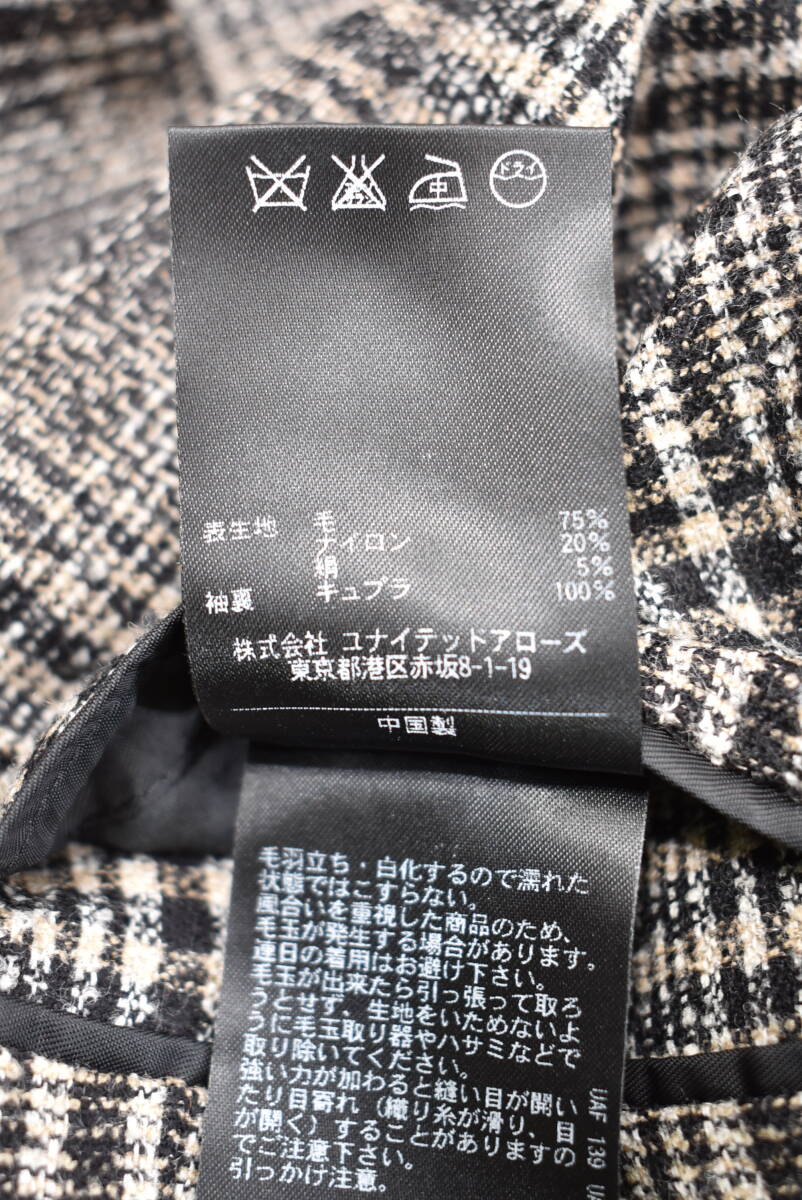 中
ドライ
表生地 毛 75%
ナイロン 20%
絹 5%
袖裏 キュプラ 100%
株式会社 ユナイテッドアローズ
東京都港区赤坂8-1-19
中国製
毛羽立ち・白化するので濡れた
状態ではこすらない。
風合いを重視した商品のため、
毛玉が発生する場合があります。
連日の着用はお避け下さい。
毛玉が出来たら引っ張って取ろ
うとせず、生地をいためないよ
うに毛玉取り器やハサミなどで
取り除いてください。
強い力が加わると縫い目が開い
たり目寄れ（織り糸が滑り、目
が開く）することがありますの
でご注意下さい。
引っかけ注意。
UAF 139